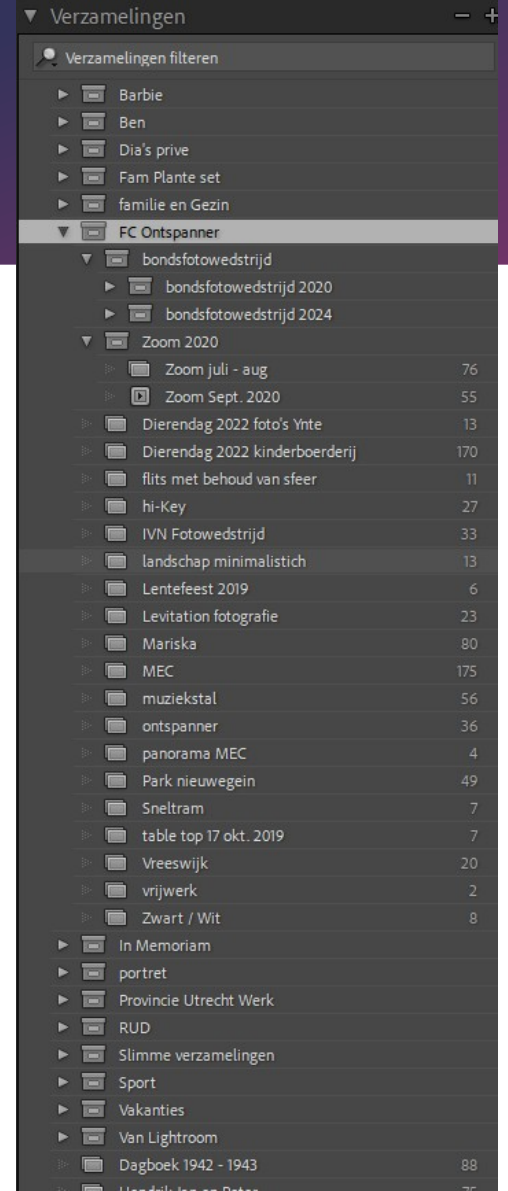 Verzamelingen
Verzamelingen filteren
Barbie
Ben
Dia's prive
Fam Plante set
familie en Gezin
FC Ontspanner
bondsfotowedstrijd
bondsfotowedstrijd 2020
bondsfotowedstrijd 2024
Zoom 2020
Zoom juli - aug 76
Zoom Sept. 2020 55
Dierendag 2022 foto's Ynte 13
Dierendag 2022 kinderboerderij 170
flits met behoud van sfeer 11
hi-Key 27
IVN Fotowedstrijd 33
landschap minimalistich 13
Lentefeest 2019 6
Levitation fotografie 23
Mariska 80
MEC 175
muziekstal 56
ontspanner 36
panorama MEC 4
Park nieuwegein 49
Sneltram 7
table top 17 okt. 2019 7
Vreeswijk 20
vrijwerk 2
Zwart / Wit 8
In Memoriam
portret
Provincie Utrecht Werk
RUD
Slimme verzamelingen
Sport
Vakanties
Van Lightroom
Dagboek 1942 - 1943 88